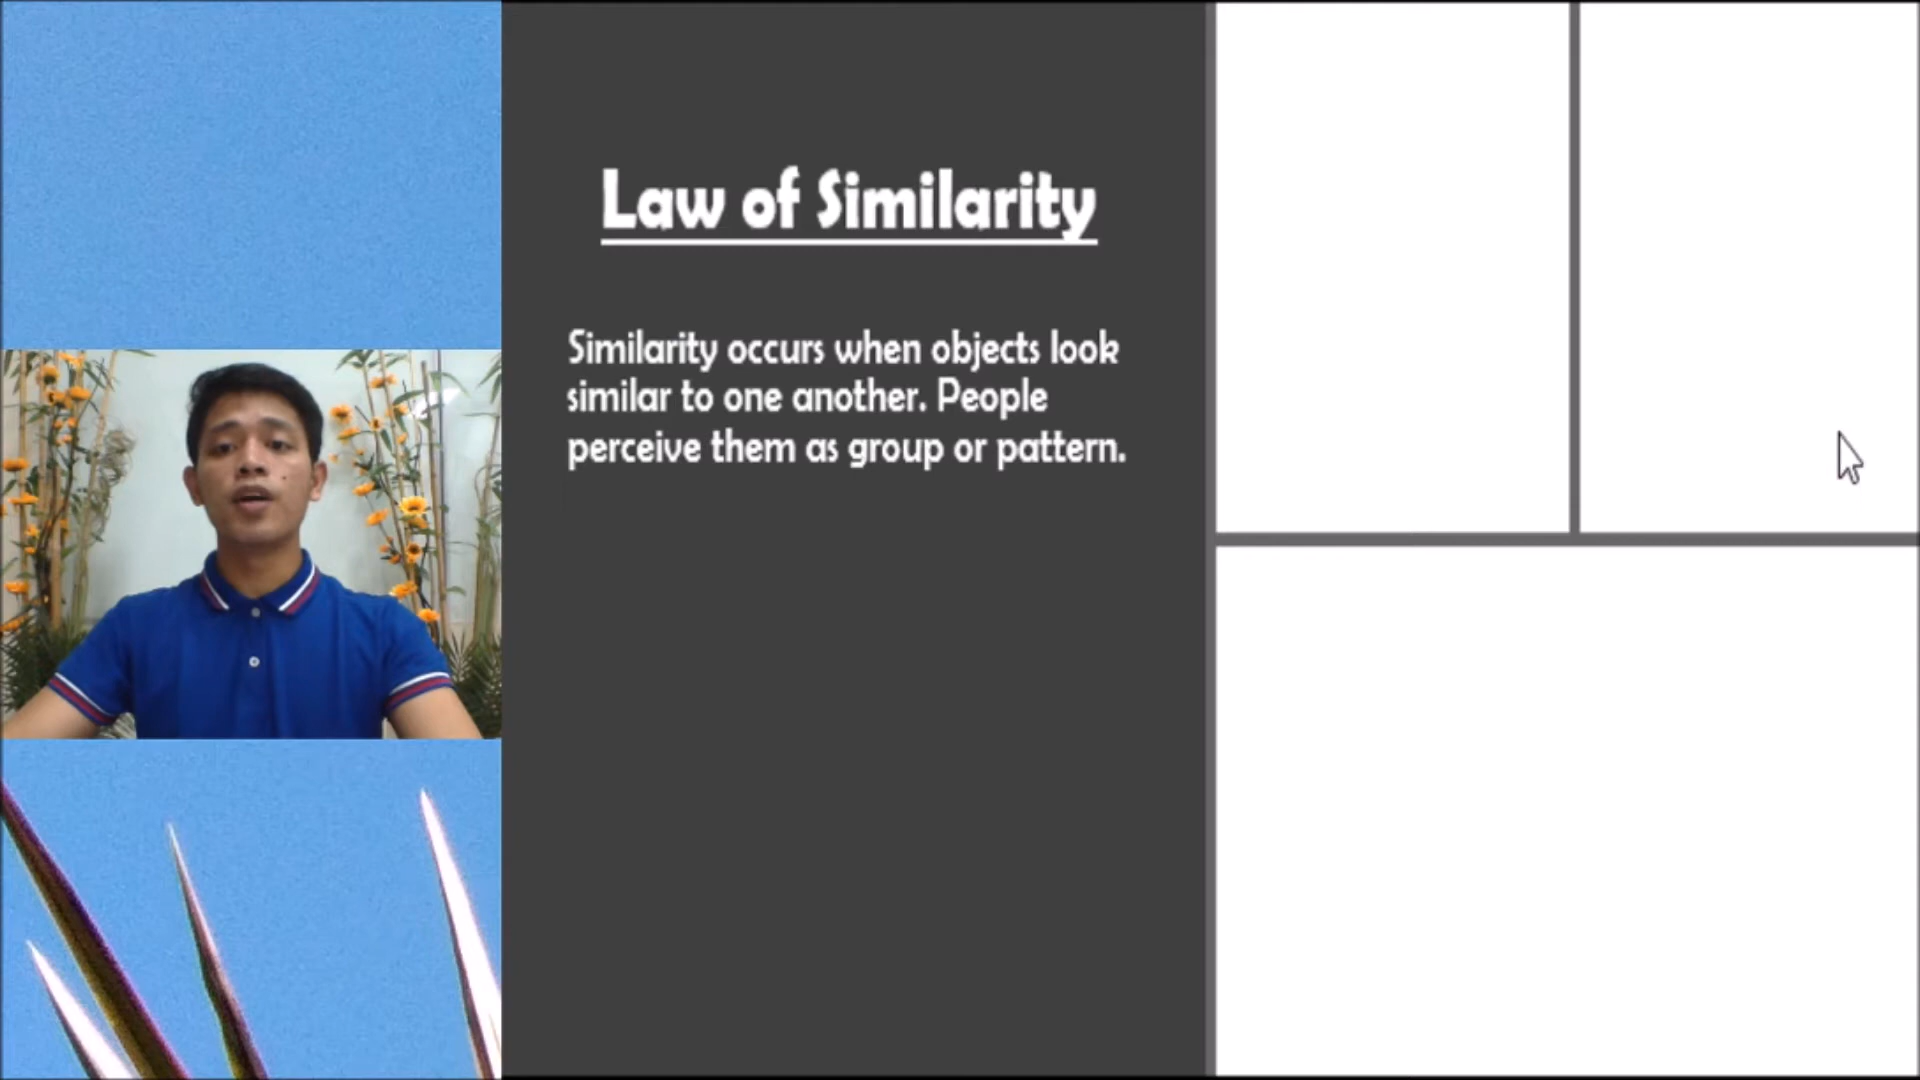 Law of Similarity
Similarity occurs when objects look
similar to one another. People
perceive them as group or pattern.